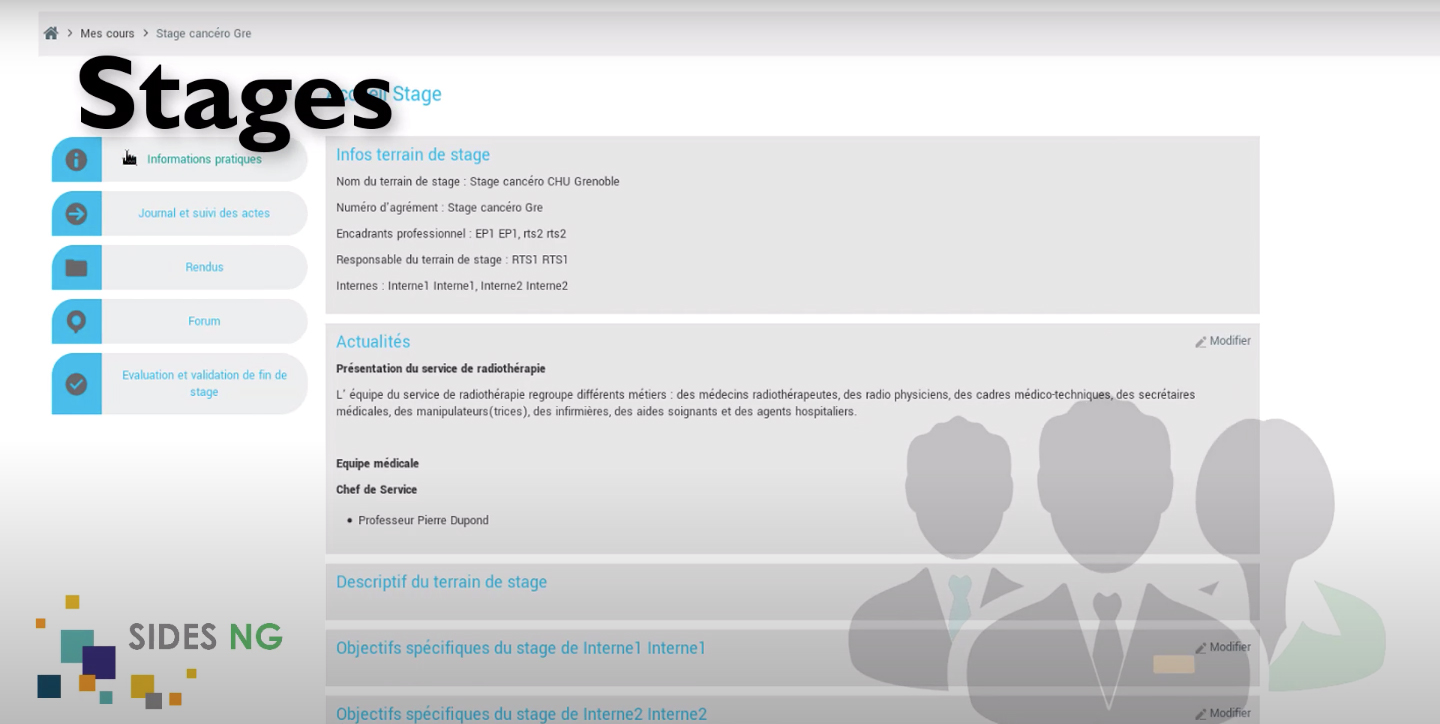 Mes cours
Stage cancéro Gre
Stages
Accueil Stage
Informations pratiques
Journal et suivi des actes
Rendus
Forum
Evaluation et validation de fin de
stage
Infos terrain de stage
Nom du terrain de stage : Stage cancéro CHU Grenoble
Numéro d'agrément : Stage cancéro Gre
Encadrants professionnel : EP1 EP1, rts2 rts2
Responsable du terrain de stage : RTS1 RTS1
Internes : Interne1 Interne1, Interne2 Interne2
Actualités
Modifier
Présentation du service de radiothérapie
L' équipe du service de radiothérapie regroupe différents métiers : des médecins radiothérapeutes, des radio physiciens, des cadres médico-techniques, des secrétaires
médicales, des manipulateurs(trices), des infirmières, des aides soignants et des agents hospitaliers.
Equipe médicale
Chef de Service
• Professeur Pierre Dupond
Descriptif du terrain de stage
Objectifs spécifiques du stage de Interne1 Interne1
Modifier
Objectifs spécifiques du stage de Interne2 Interne2
Modifier
SIDES NG